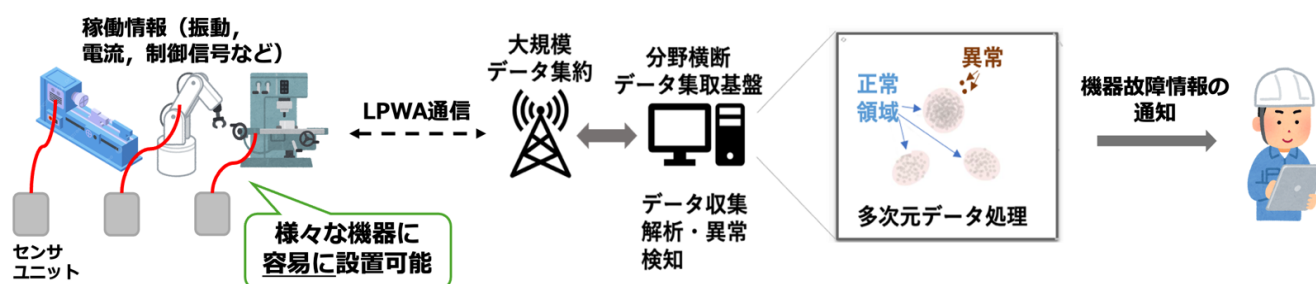 稼働情報（振動,
電流，制御信号など）
センサ
ユニット
様々な機器に
容易に設置可能
LPWA通信
大規模
データ集約
分野横断
データ集取基盤
データ収集
解析・異常
検知
異常
正常
領域
多次元データ処理
機器故障情報の
通知